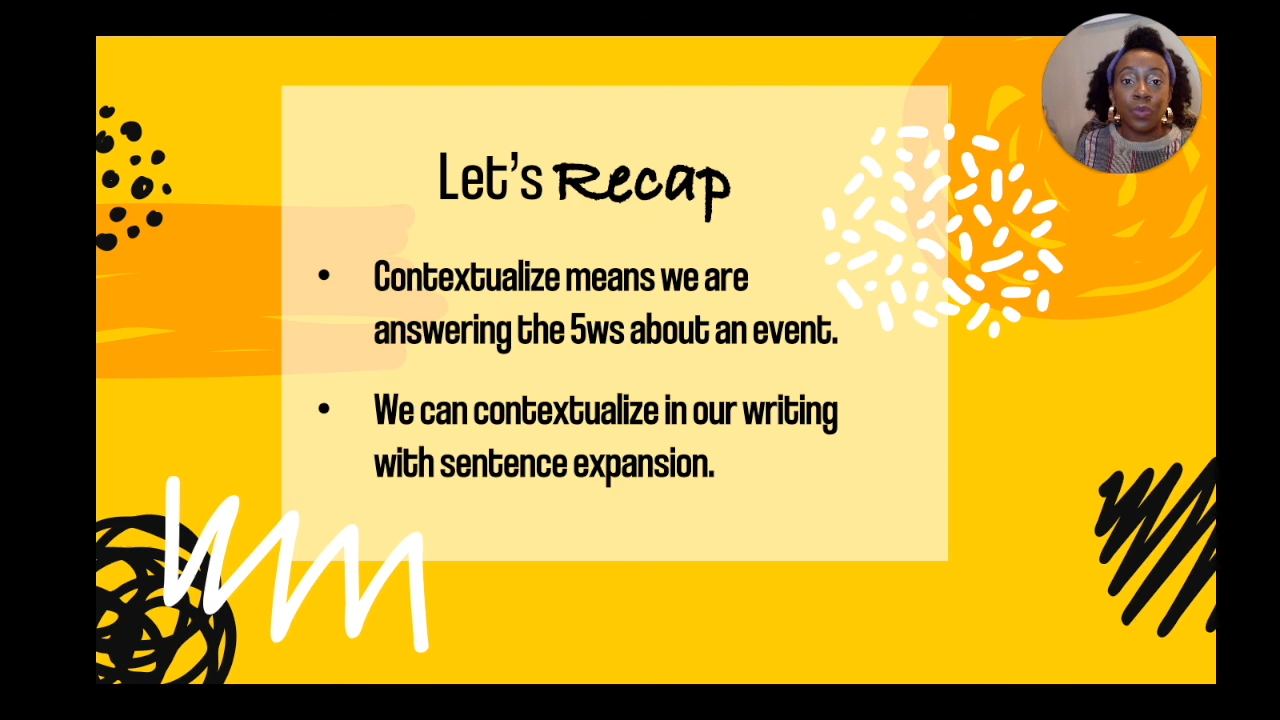 Let's Recap
• Contextualize means we are
answering the 5ws about an event.
• We can contextualize in our writing
with sentence expansion.